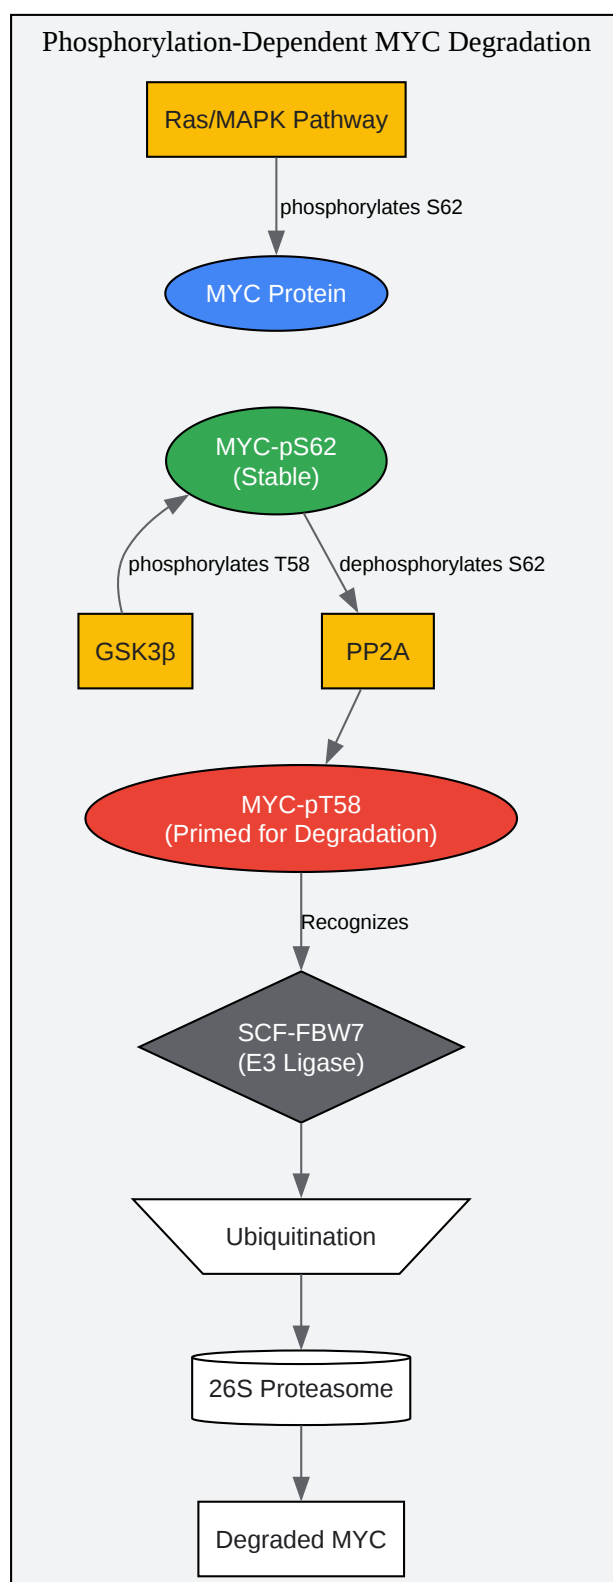 Phosphorylation-Dependent MYC Degradation
Ras/MAPK Pathway
phosphorylates S62
MYC Protein
MYC-pS62
(Stable)
phosphorylates T58
dephosphorylates S62
GSK3β
PP2A
MYC-pT58
(Primed for Degradation)
Recognizes
SCF-FBW7
(E3 Ligase)
Ubiquitination
26S Proteasome
Degraded MYC